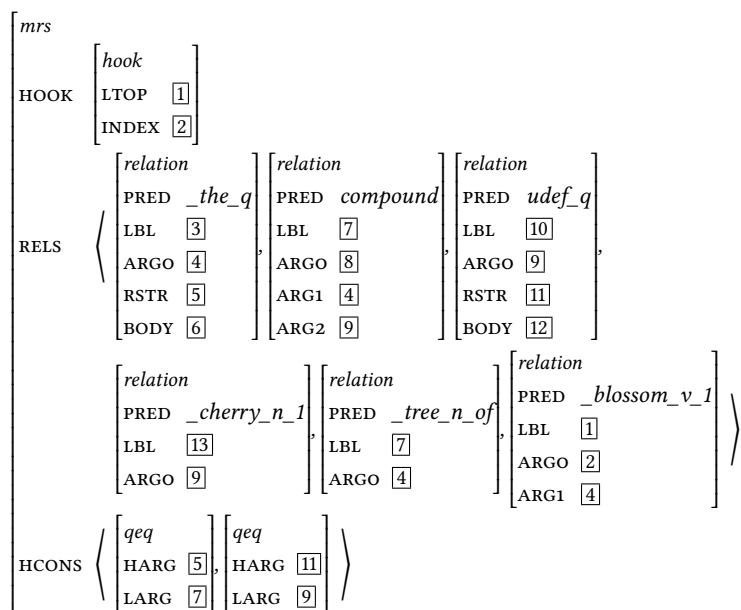 mrs
HOOK
hook
LTOP 1
INDEX 2
RELS ⟨
relation
PRED _the_q
LBL 3
ARG0 4
RSTR 5
BODY 6
,
relation
PRED compound
LBL 7
ARG0 8
ARG1 4
ARG2 9
,
relation
PRED udef_q
LBL 10
ARG0 9
RSTR 11
BODY 12
,
relation
PRED _cherry_n_1
LBL 13
ARG0 9
,
relation
PRED _tree_n_of
LBL 7
ARG0 4
,
relation
PRED _blossom_v_1
LBL 1
ARG0 2
ARG1 4
⟩
HCONS ⟨
qeq
HARG 5
LARG 7
,
qeq
HARG 11
LARG 9
⟩